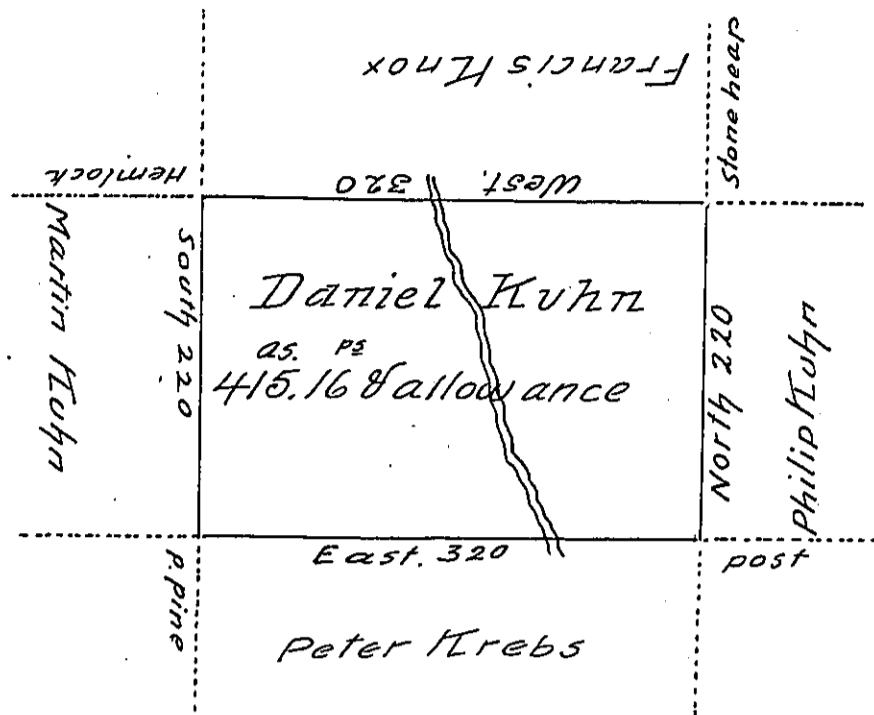 Francis Knox
stone heap
Hemlock
West. 320
Martin Kuhn
South 220
Daniel Kuhn
as. ps
415.16 & allowance
North 220
Philip Kuhn
East. 320
P. pine
post
Peter Krebs